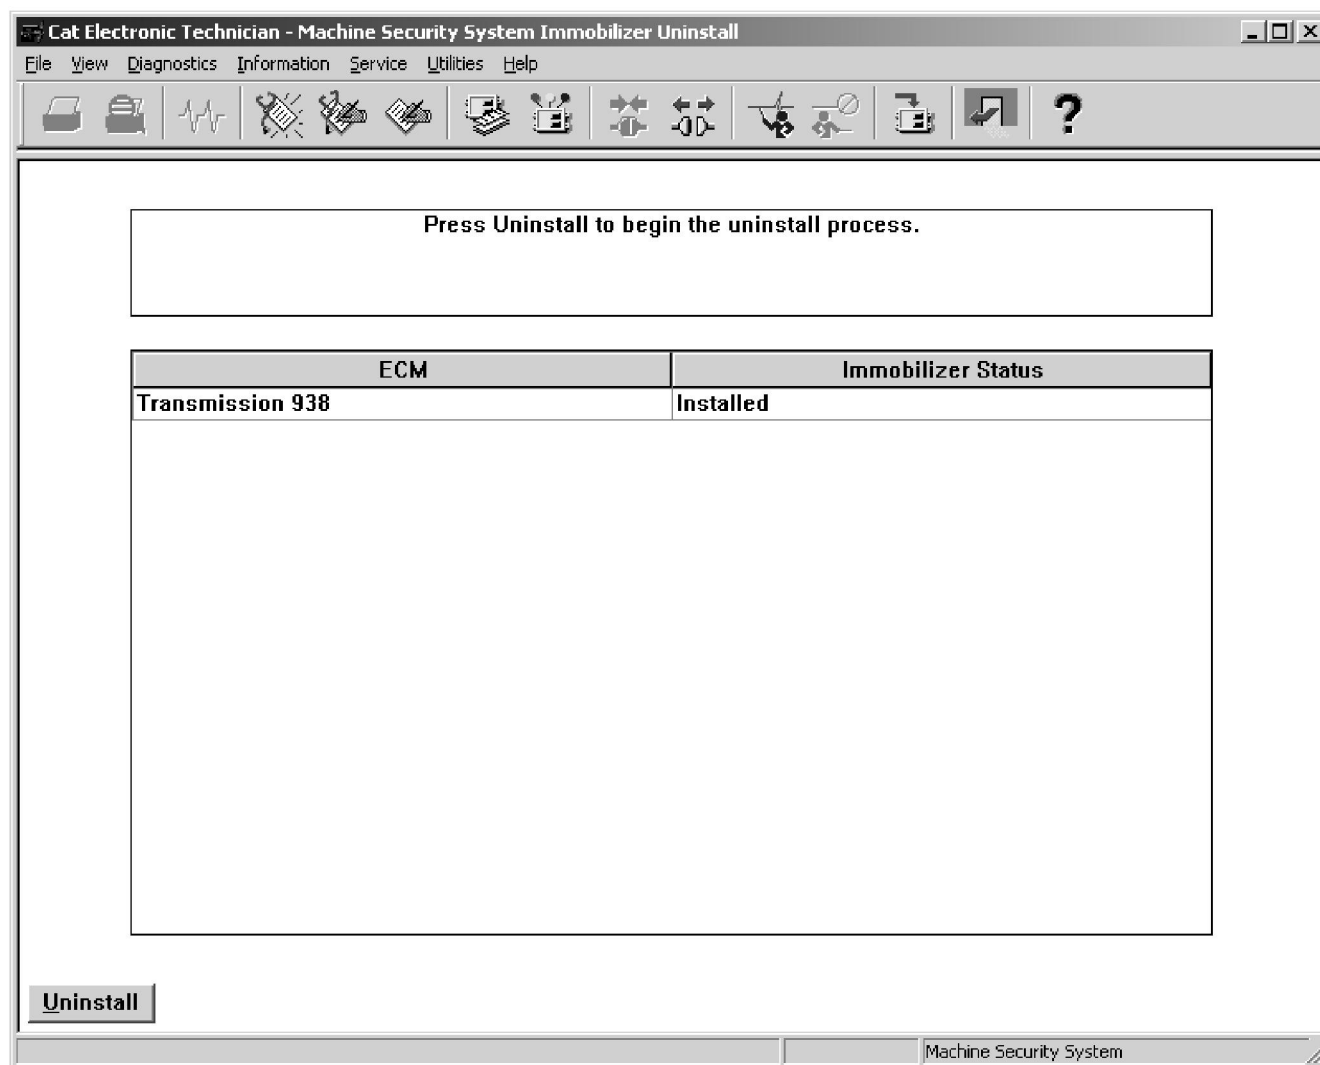 Cat Electronic Technician - Machine Security System Immobilizer Uninstall
File View Diagnostics Information Service Utilities Help
?
Press Uninstall to begin the uninstall process.
ECM Immobilizer Status
Transmission 938 Installed
Uninstall
Machine Security System